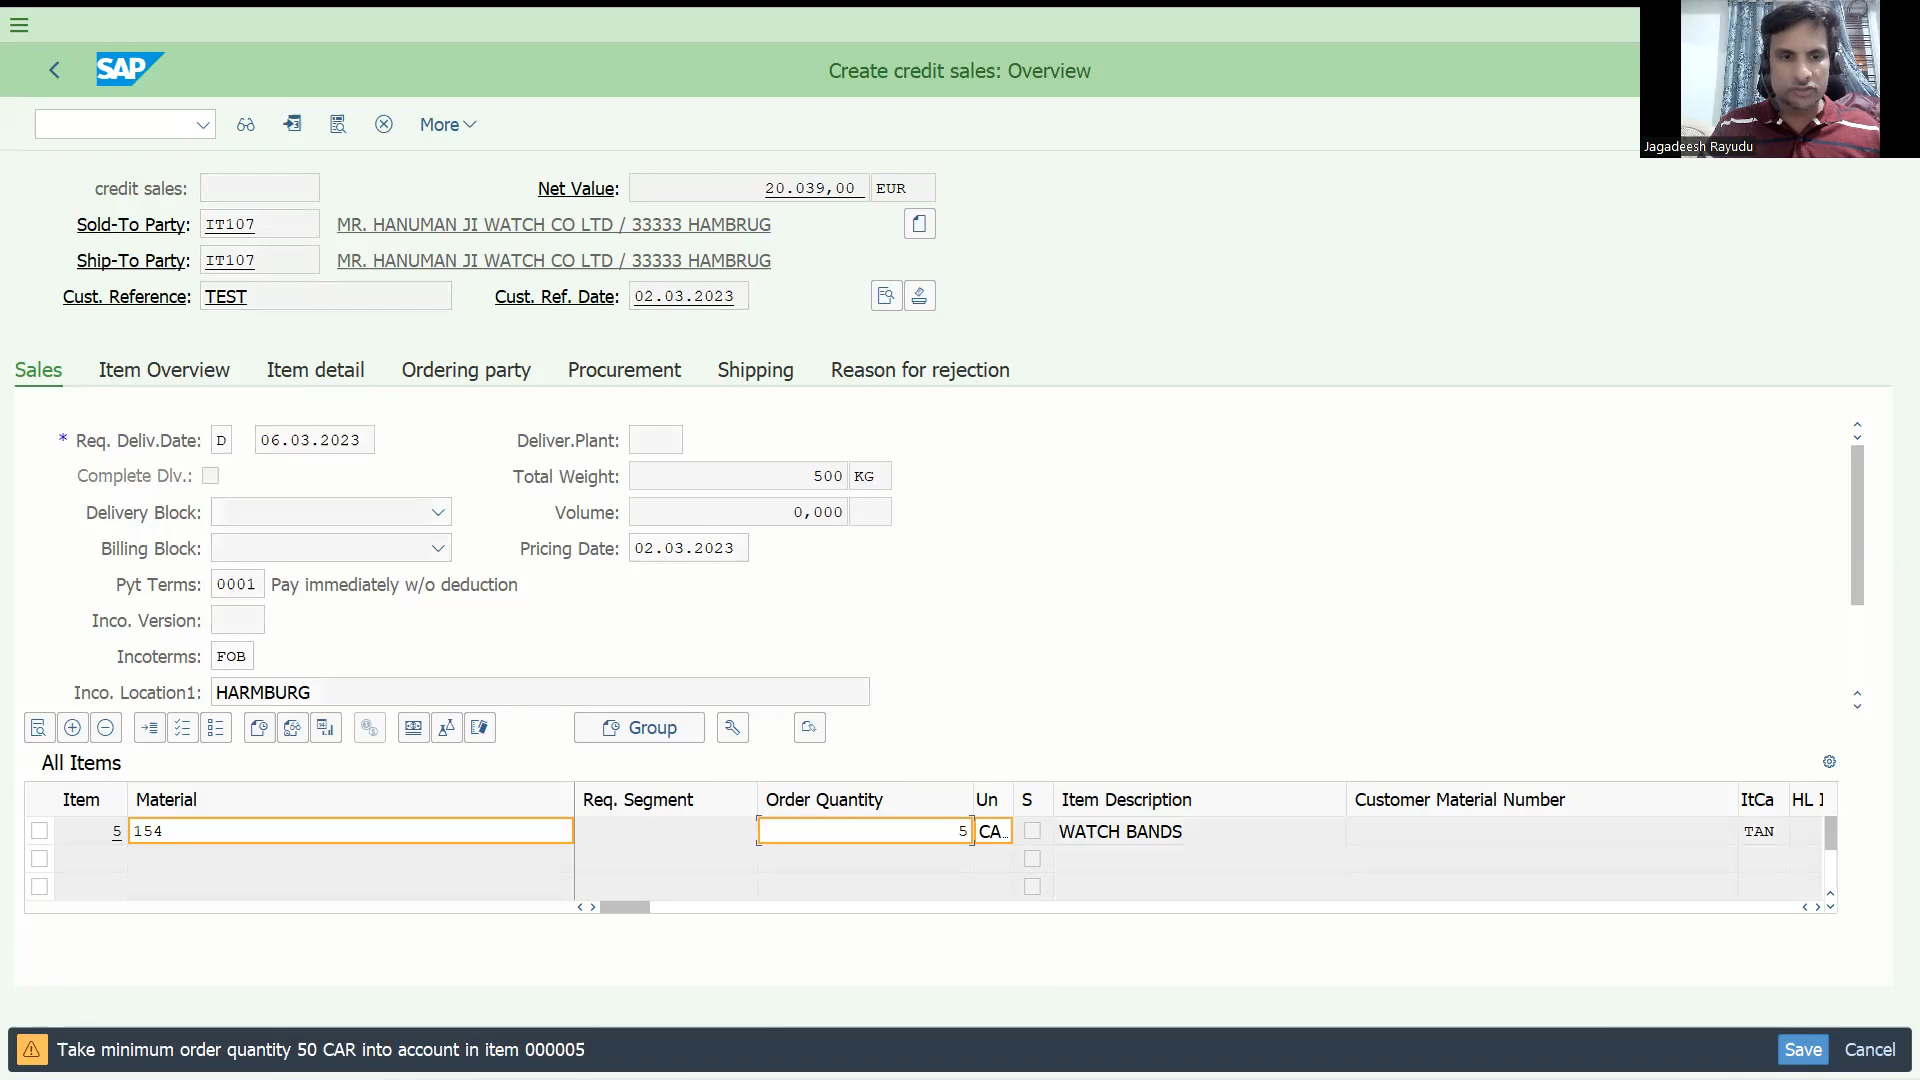 SAP
Create credit sales: Overview
Jagadeesh Rayudu
More
credit sales:
Net Value: 20.039,00 EUR
Sold-To Party: IT107 MR. HANUMAN JI WATCH CO LTD / 33333 HAMBRUG
Ship-To Party: IT107 MR. HANUMAN JI WATCH CO LTD / 33333 HAMBRUG
Cust. Reference: TEST Cust. Ref. Date: 02.03.2023
Sales Item Overview Item detail Ordering party Procurement Shipping Reason for rejection
* Req. Deliv.Date: D 06.03.2023 Deliver.Plant:
Complete Dlv.: Total Weight: 500 KG
Delivery Block: Volume: 0,000
Billing Block: Pricing Date: 02.03.2023
Pyt Terms: 0001 Pay immediately w/o deduction
Inco. Version:
Incoterms: FOB
Inco. Location1: HARMBURG
Group
All Items
Item Material Req. Segment Order Quantity Un S Item Description Customer Material Number ItCa HL I
5 154 5 CA.. WATCH BANDS TAN
Take minimum order quantity 50 CAR into account in item 000005
Save Cancel